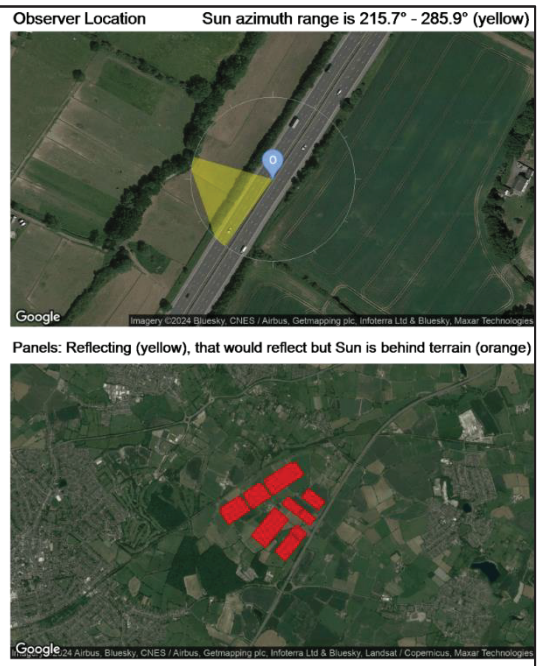 Observer Location Sun azimuth range is 215.7° - 285.9° (yellow)
O
Google
Imagery ©2024 Bluesky, CNES / Airbus, Getmapping plc, Infoterra Ltd & Bluesky, Maxar Technologies
Panels: Reflecting (yellow), that would reflect but Sun is behind terrain (orange)
Google
24 Airbus, Bluesky, CNES / Airbus, Getmapping plc, Infoterra Ltd & Bluesky, Landsat / Copernicus, Maxar Technologies